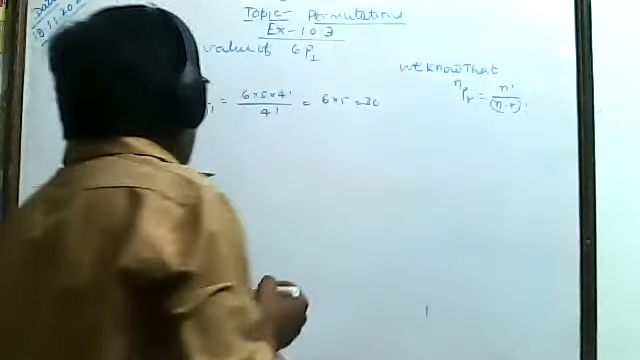 Date
Topic- Permutations
Ex-10.3
value of 6P2
we know that
nPr = n! / (n-r)!
= 6×5×4! / 4! = 6×5 = 30